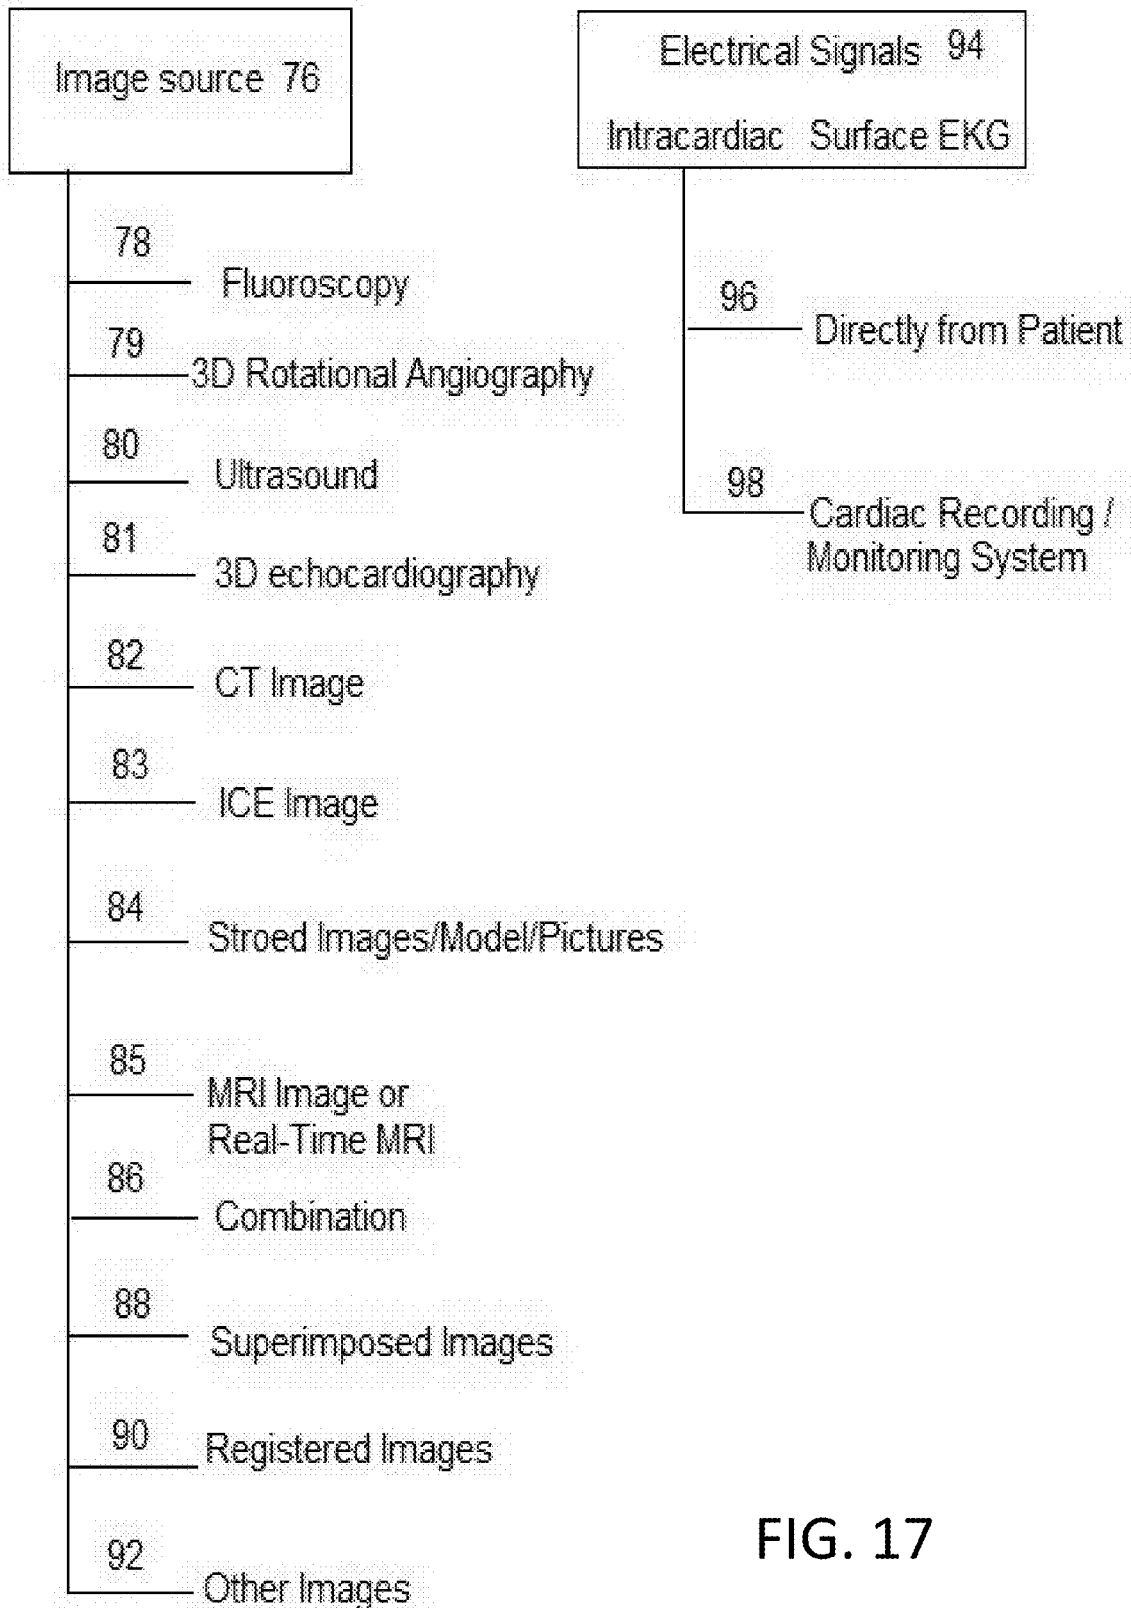 Image source 76
78
Fluoroscopy
79
3D Rotational Angiography
80
Ultrasound
81
3D echocardiography
82
CT Image
83
ICE Image
84
Stroed Images/Model/Pictures
85
MRI Image or
Real-Time MRI
86
Combination
88
Superimposed Images
90
Registered Images
92
Other Images
Electrical Signals 94
Intracardiac Surface EKG
96
Directly from Patient
98
Cardiac Recording /
Monitoring System
FIG. 17